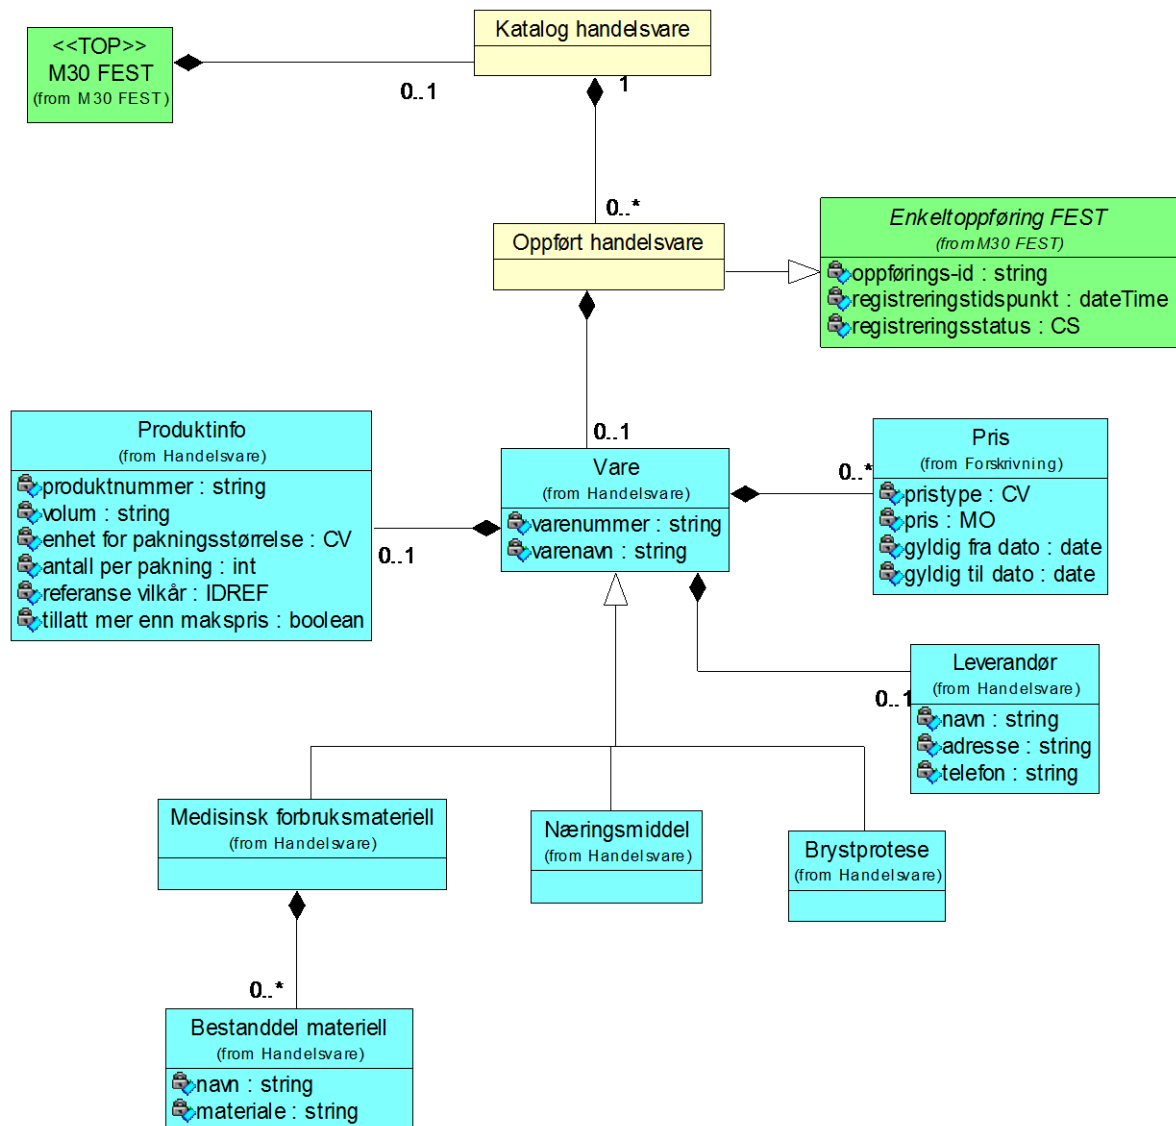 Katalog handelsvare
<<TOP>>
M30 FEST
(from M30 FEST)
0..1
1
0..*
Oppført handelsvare
Enkeltoppføring FEST
(from M30 FEST)
oppførings-id : string
registreringstidspunkt : dateTime
registreringsstatus : CS
0..1
Produktinfo
(from Handelsvare)
produktnummer : string
volum : string
enhet for pakningsstørrelse : CV
antall per pakning : int
referanse vilkår : IDREF
tillatt mer enn makspris : boolean
0..1
Vare
(from Handelsvare)
varenummer : string
varenavn : string
0..*
Pris
(from Forskrivning)
pristype : CV
pris : MO
gyldig fra dato : date
gyldig til dato : date
0..1
Leverandør
(from Handelsvare)
navn : string
adresse : string
telefon : string
Medisinsk forbruksmateriell
(from Handelsvare)
Næringsmiddel
(from Handelsvare)
Brystprotese
(from Handelsvare)
0..*
Bestanddel materiell
(from Handelsvare)
navn : string
materiale : string